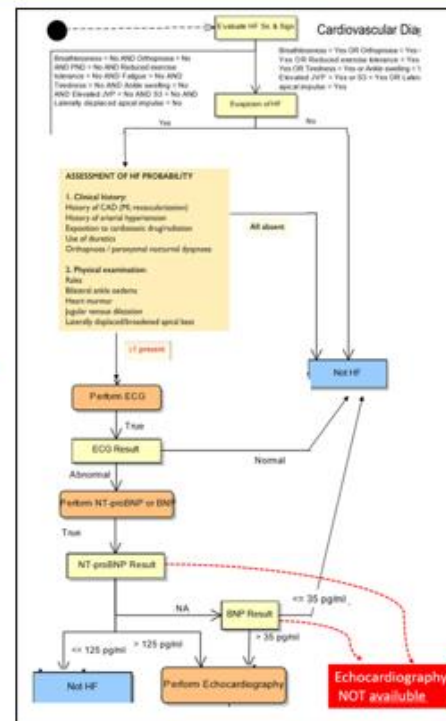 Evaluate HF Sx & Sign
Cardiovascular Diag
Breathlessness = No AND Orthopnea = No
AND PND = No AND Reduced exercise
tolerance = No AND Fatigue = No AND
Tiredness = No AND Ankle swelling = No
AND Elevated JVP = No AND S3 = No AND
Laterally displaced apical impulse = No
Breathlessness = Yes OR Orthopnea = Yes
Yes OR Reduced exercise tolerance = Yes
Yes OR Tiredness = Yes or Ankle swelling =
Elevated JVP = Yes or S3 = Yes OR Later
apical impulse = Yes
Suspicion of HF
Yes
No
ASSESSMENT OF HF PROBABILITY
1. Clinical history:
History of CAD (MI, revascularization)
History of arterial hypertension
Exposition to cardiotoxic drug/radiation
Use of diuretics
Orthopnoea / paroxysmal nocturnal dyspnoea
2. Physical examination:
Rales
Bilateral ankle oedema
Heart murmur
Jugular venous dilatation
Laterally displaced/broadened apical beat
All absent
≥1 present
Not HF
Perform ECG
True
ECG Result
Normal
Abnormal
Perform NT-proBNP or BNP
True
NT-proBNP Result
<= 35 pg/ml
NA
BNP Result
<= 125 pg/ml
> 125 pg/ml
> 35 pg/ml
Not HF
Perform Echocardiography
Echocardiography
NOT available